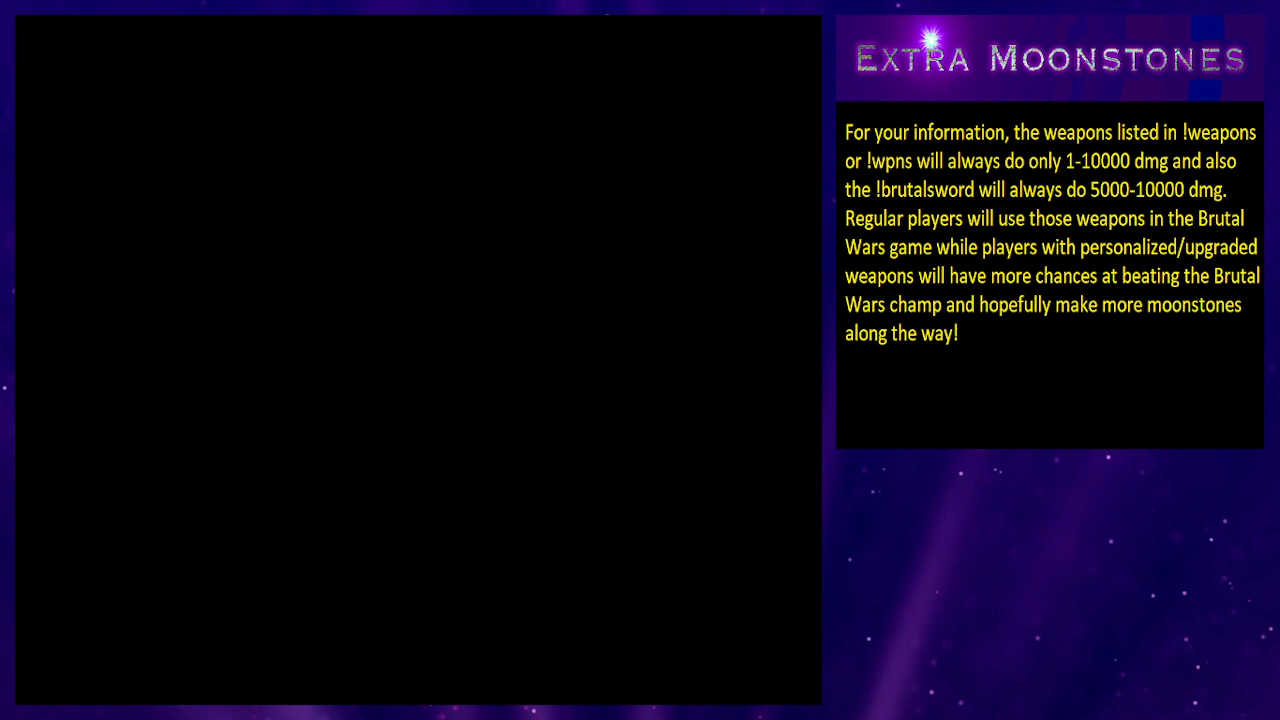 Extra Moonstones
For your information, the weapons listed in !weapons
or !wpns will always do only 1-10000 dmg and also
the !brutalsword will always do 5000-10000 dmg.
Regular players will use those weapons in the Brutal
Wars game while players with personalized/upgraded
weapons will have more chances at beating the Brutal
Wars champ and hopefully make more moonstones
along the way!